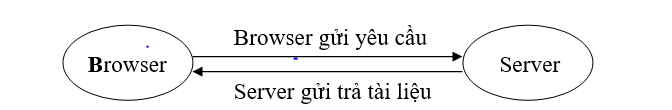 Browser gửi yêu cầu
Browser
Server
Server gửi trả tài liệu